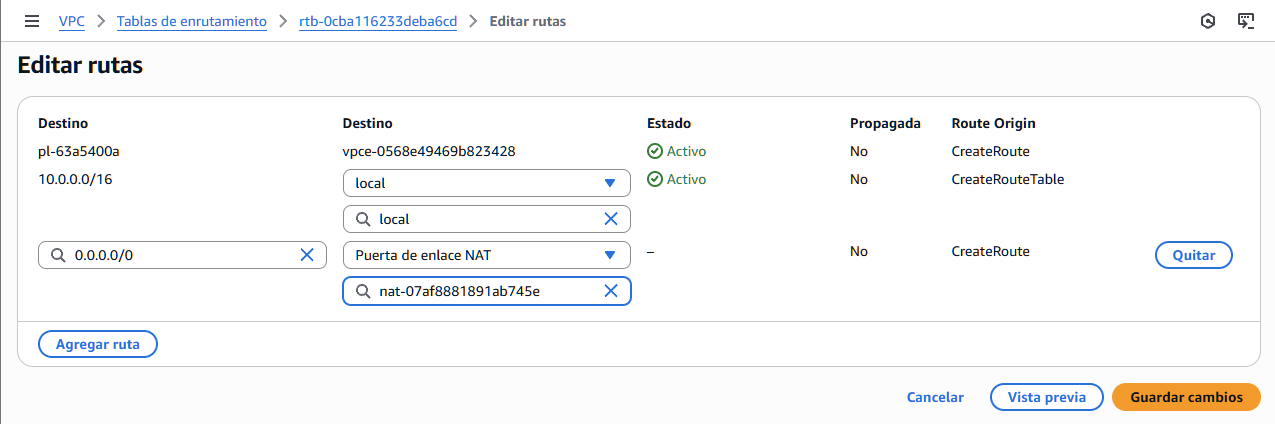 VPC > Tablas de enrutamiento > rtb-0cba116233deba6cd > Editar rutas
Editar rutas
Destino Destino Estado Propagada Route Origin
pl-63a5400a vpce-0568e49469b823428 Activo No CreateRoute
10.0.0.0/16 local Activo No CreateRouteTable
local
0.0.0.0/0 Puerta de enlace NAT – No CreateRoute Quitar
nat-07af8881891ab745e
Agregar ruta
Cancelar Vista previa Guardar cambios